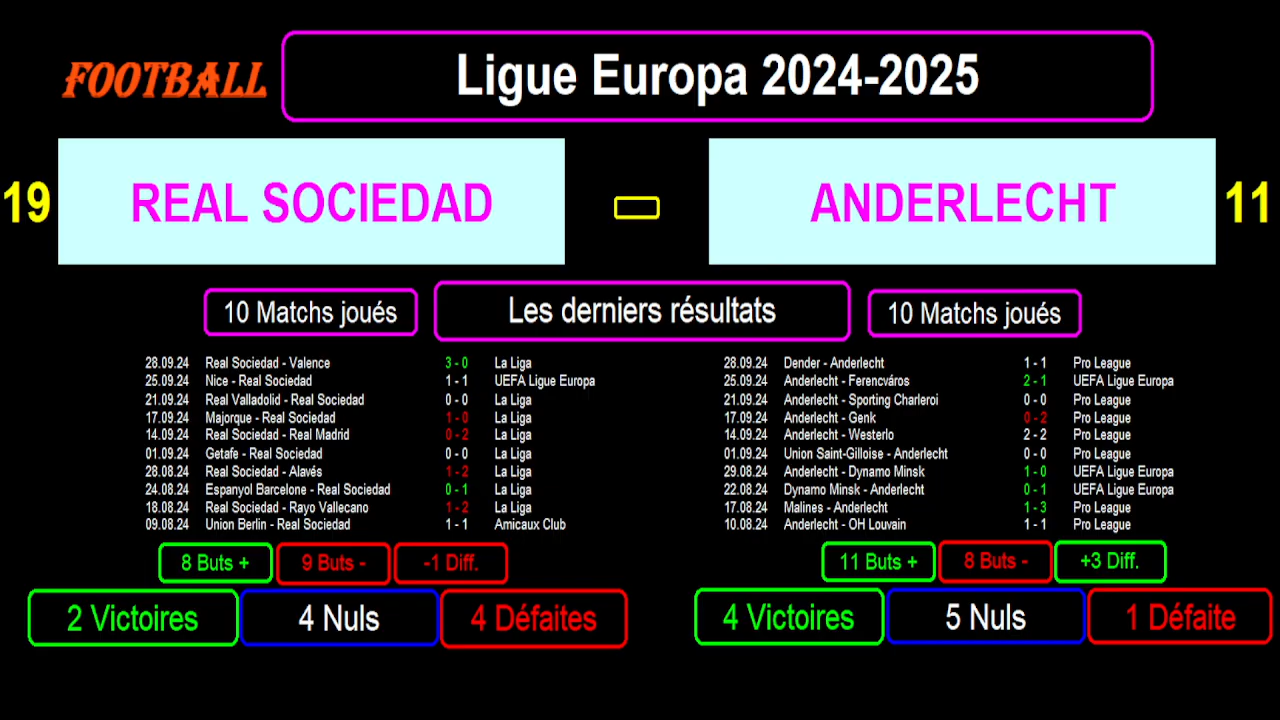 FOOTBALL
Ligue Europa 2024-2025
19 REAL SOCIEDAD - ANDERLECHT 11
10 Matchs joués Les derniers résultats 10 Matchs joués
28.09.24 Real Sociedad - Valence 3 - 0 La Liga
25.09.24 Nice - Real Sociedad 1 - 1 UEFA Ligue Europa
21.09.24 Real Valladolid - Real Sociedad 0 - 0 La Liga
17.09.24 Majorque - Real Sociedad 1 - 0 La Liga
14.09.24 Real Sociedad - Real Madrid 0 - 2 La Liga
01.09.24 Getafe - Real Sociedad 0 - 0 La Liga
28.08.24 Real Sociedad - Alavés 1 - 2 La Liga
24.08.24 Espanyol Barcelone - Real Sociedad 0 - 1 La Liga
18.08.24 Real Sociedad - Rayo Vallecano 1 - 2 La Liga
09.08.24 Union Berlin - Real Sociedad 1 - 1 Amicaux Club
8 Buts + 9 Buts - -1 Diff.
2 Victoires 4 Nuls 4 Défaites
28.09.24 Dender - Anderlecht 1 - 1 Pro League
25.09.24 Anderlecht - Ferencváros 2 - 1 UEFA Ligue Europa
21.09.24 Anderlecht - Sporting Charleroi 0 - 0 Pro League
17.09.24 Anderlecht - Genk 0 - 2 Pro League
14.09.24 Anderlecht - Westerlo 2 - 2 Pro League
01.09.24 Union Saint-Gilloise - Anderlecht 0 - 0 Pro League
29.08.24 Anderlecht - Dynamo Minsk 1 - 0 UEFA Ligue Europa
22.08.24 Dynamo Minsk - Anderlecht 0 - 1 UEFA Ligue Europa
17.08.24 Malines - Anderlecht 1 - 3 Pro League
10.08.24 Anderlecht - OH Louvain 1 - 1 Pro League
11 Buts + 8 Buts - +3 Diff.
4 Victoires 5 Nuls 1 Défaite